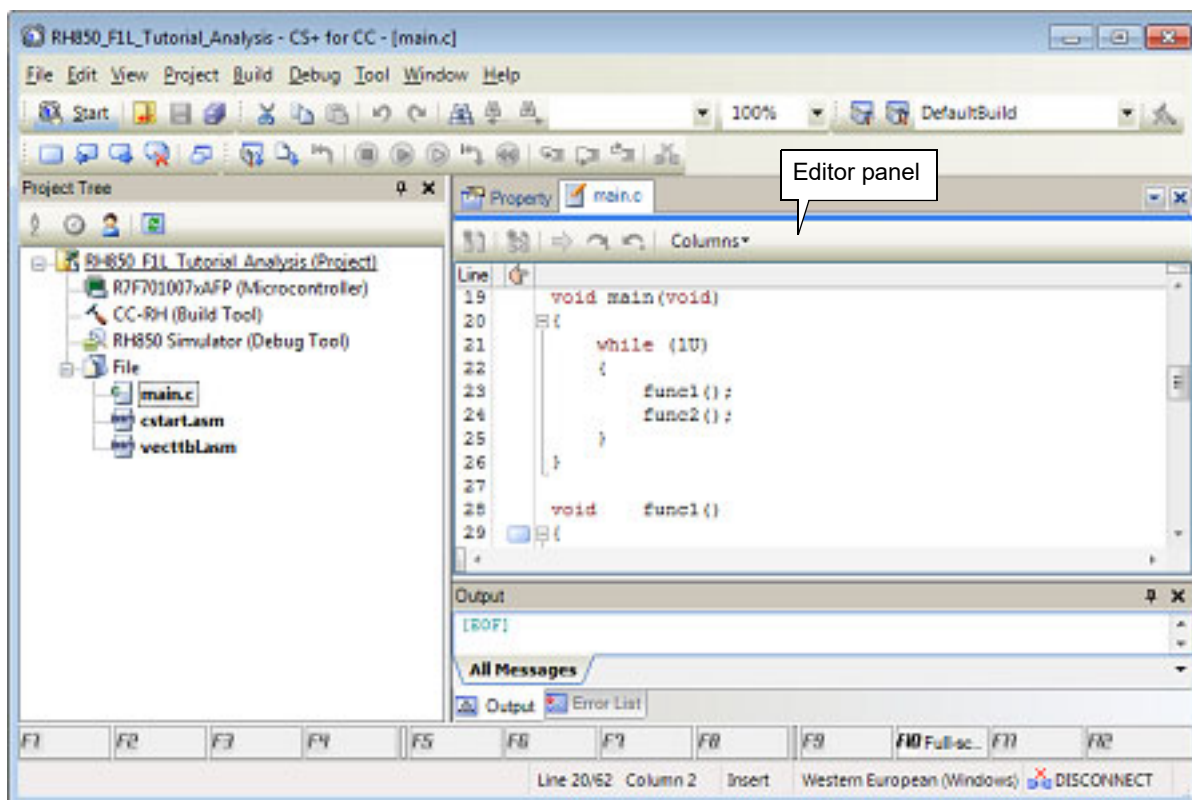 RH850_F1L_Tutorial_Analysis - CS+ for CC - [main.c]
File Edit View Project Build Debug Tool Window Help
Start 100% DefaultBuild
Editor panel
Project Tree
RH850_F1L_Tutorial_Analysis (Project)
R7F701007xAFP (Microcontroller)
CC-RH (Build Tool)
RH850 Simulator (Debug Tool)
File
main.c
cstart.asm
vecttbl.asm
Property main.c
Columns
Line
19 void main(void)
20 {
21 while (1U)
22 {
23 func1();
24 func2();
25 }
26 }
27
28 void func1()
29 {
Output
[EOF]
All Messages
Output Error List
F1 F2 F3 F4 F5 F6 F7 F8 F9 F10 Full-sc... F11 F12
Line 20/62 Column 2 Insert Western European (Windows) DISCONNECT